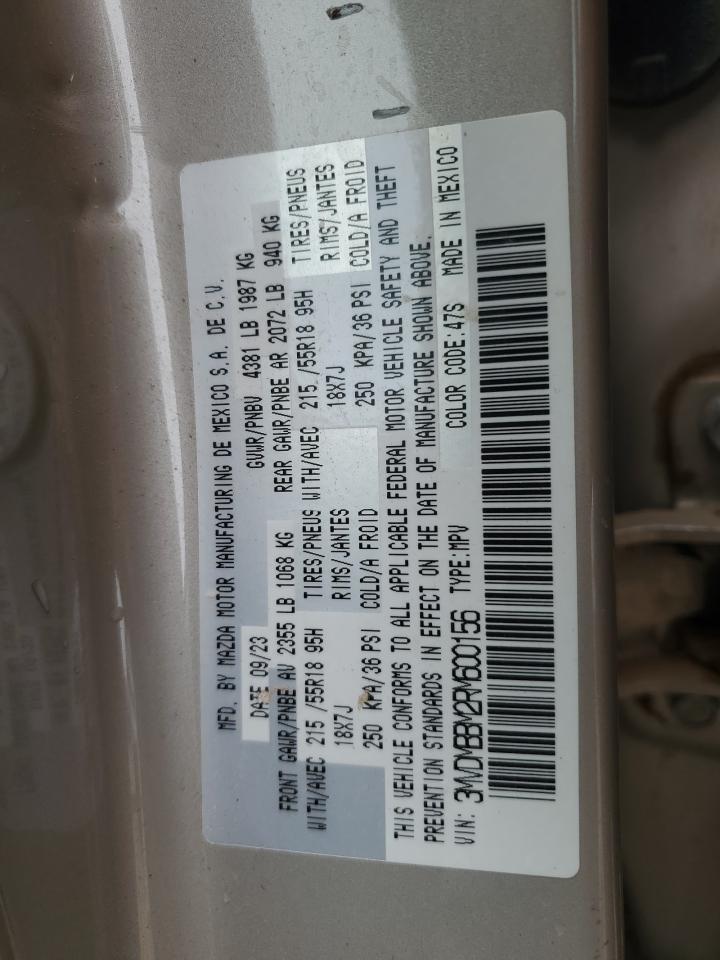 MFD. BY MAZDA MOTOR MANUFACTURING DE MEXICO S.A. DE C.V.
DATE 09/23 GVWR/PNBV 4381 LB 1987 KG
FRONT GAWR/PNBE AV 2355 LB 1068 KG REAR GAWR/PNBE AR 2072 LB 940 KG
WITH/AVEC 215 /55R18 95H TIRES/PNEUS WITH/AVEC 215 /55R18 95H TIRES/PNEUS
18X7J RIMS/JANTES 18X7J RIMS/JANTES
250 KPA/36 PSI COLD/A FROID 250 KPA/36 PSI COLD/A FROID
THIS VEHICLE CONFORMS TO ALL APPLICABLE FEDERAL MOTOR VEHICLE SAFETY AND THEFT
PREVENTION STANDARDS IN EFFECT ON THE DATE OF MANUFACTURE SHOWN ABOVE.
VIN: 3MVDMBBM2RM600156 TYPE:MPV COLOR CODE:47S MADE IN MEXICO